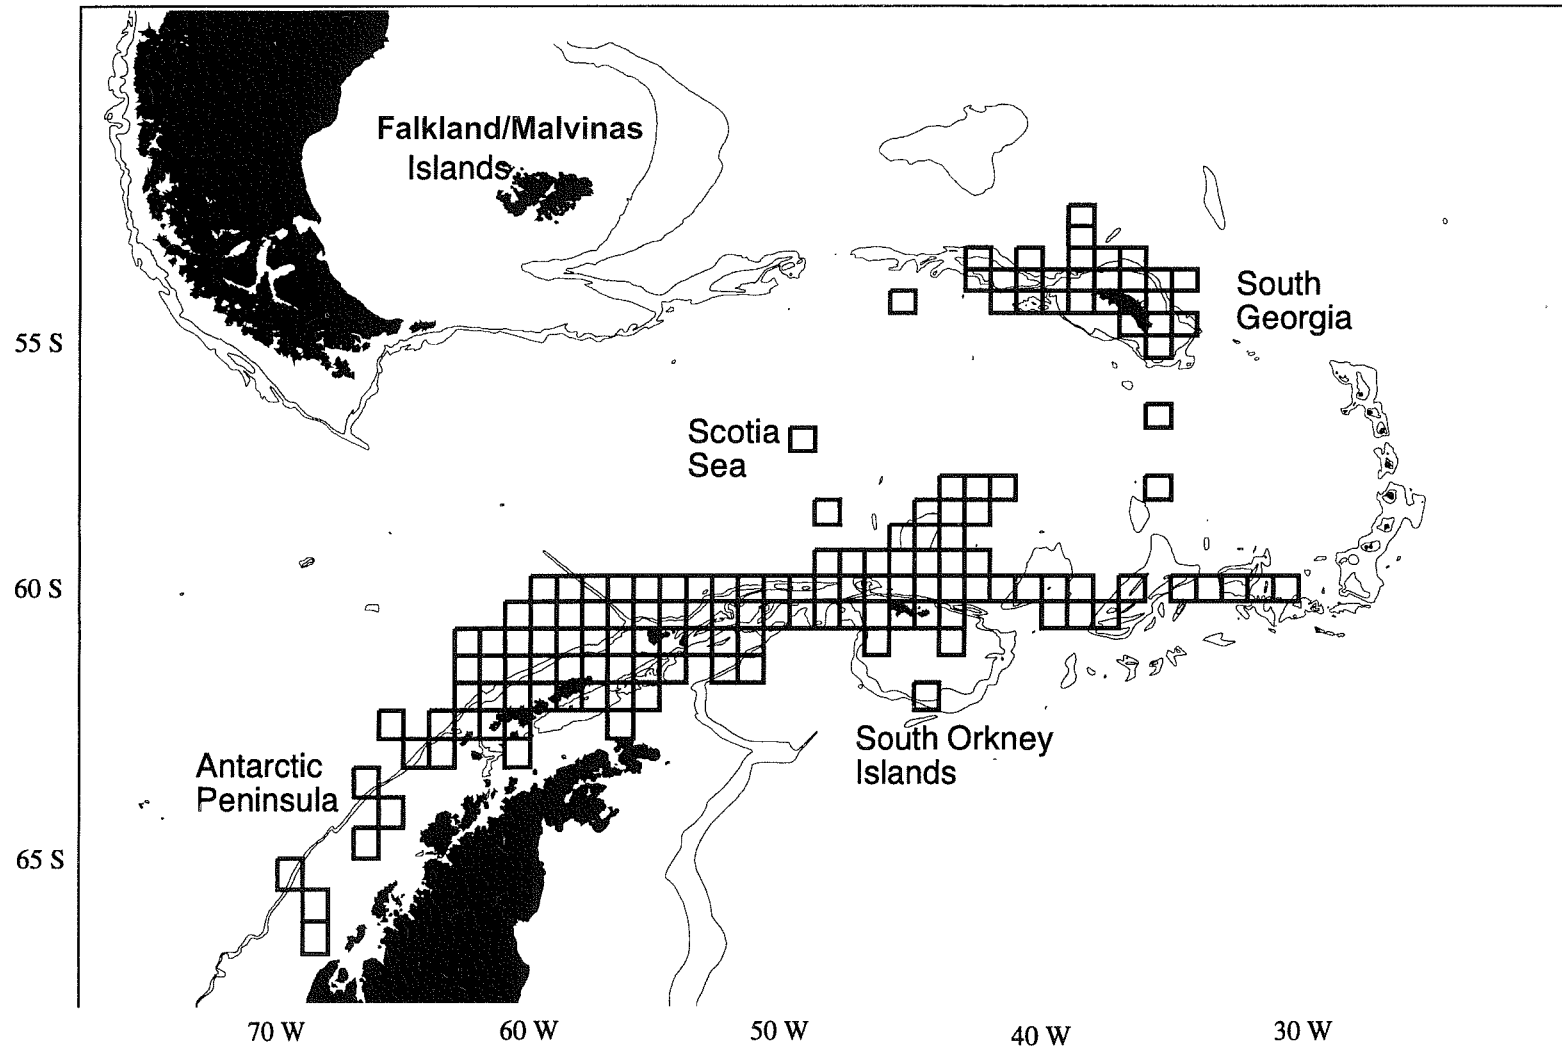 Falkland/Malvinas
Islands
South
Georgia
55 S
Scotia
Sea
60 S
South Orkney
Islands
Antarctic
Peninsula
65 S
70 W
60 W
50 W
40 W
30 W